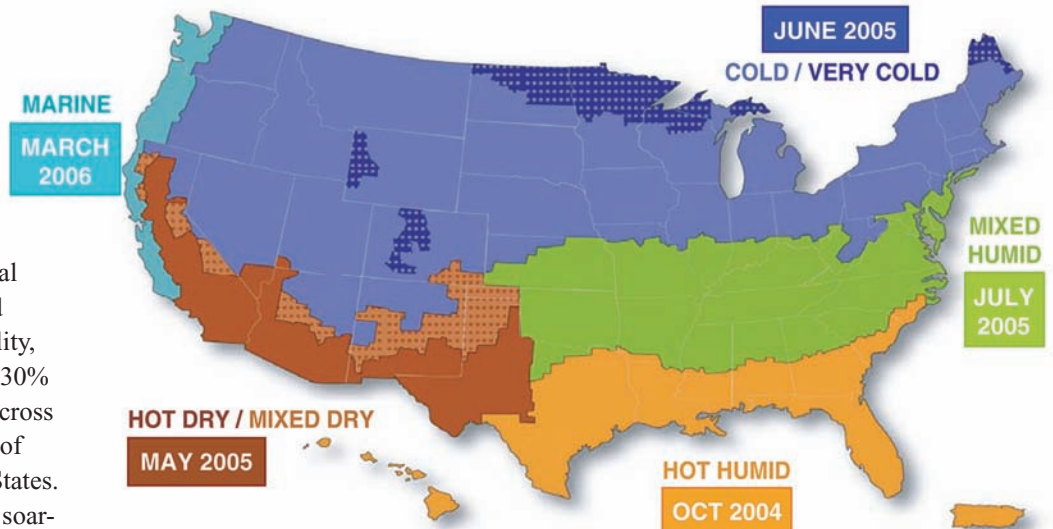 JUNE 2005
COLD / VERY COLD
MARINE
MARCH
2006
MIXED
HUMID
JULY
2005
al
lity,
30%
cross
of
States.
soar-
HOT DRY / MIXED DRY
MAY 2005
HOT HUMID
OCT 2004